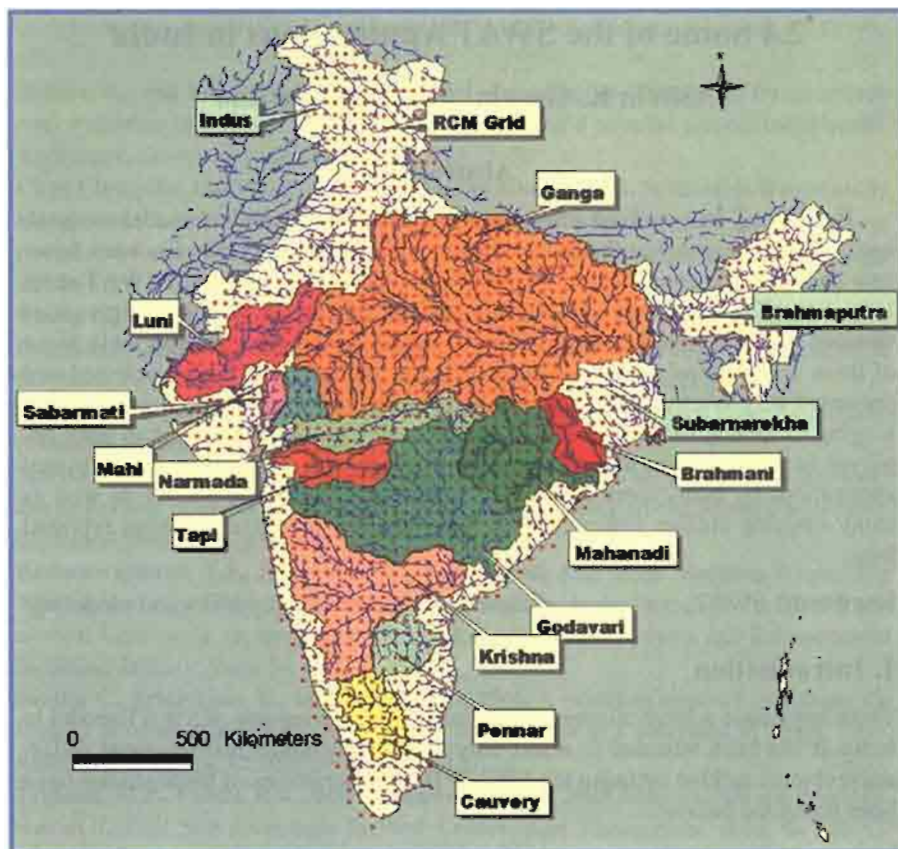 Indus
RCM Grid
Ganga
Luni
Brahmaputra
Sabarmati
Subarnarekha
Mahi
Narmada
Brahmani
Tapi
Mahanadi
Godavari
Krishna
Pennar
0 500 Kilometers
Cauvery